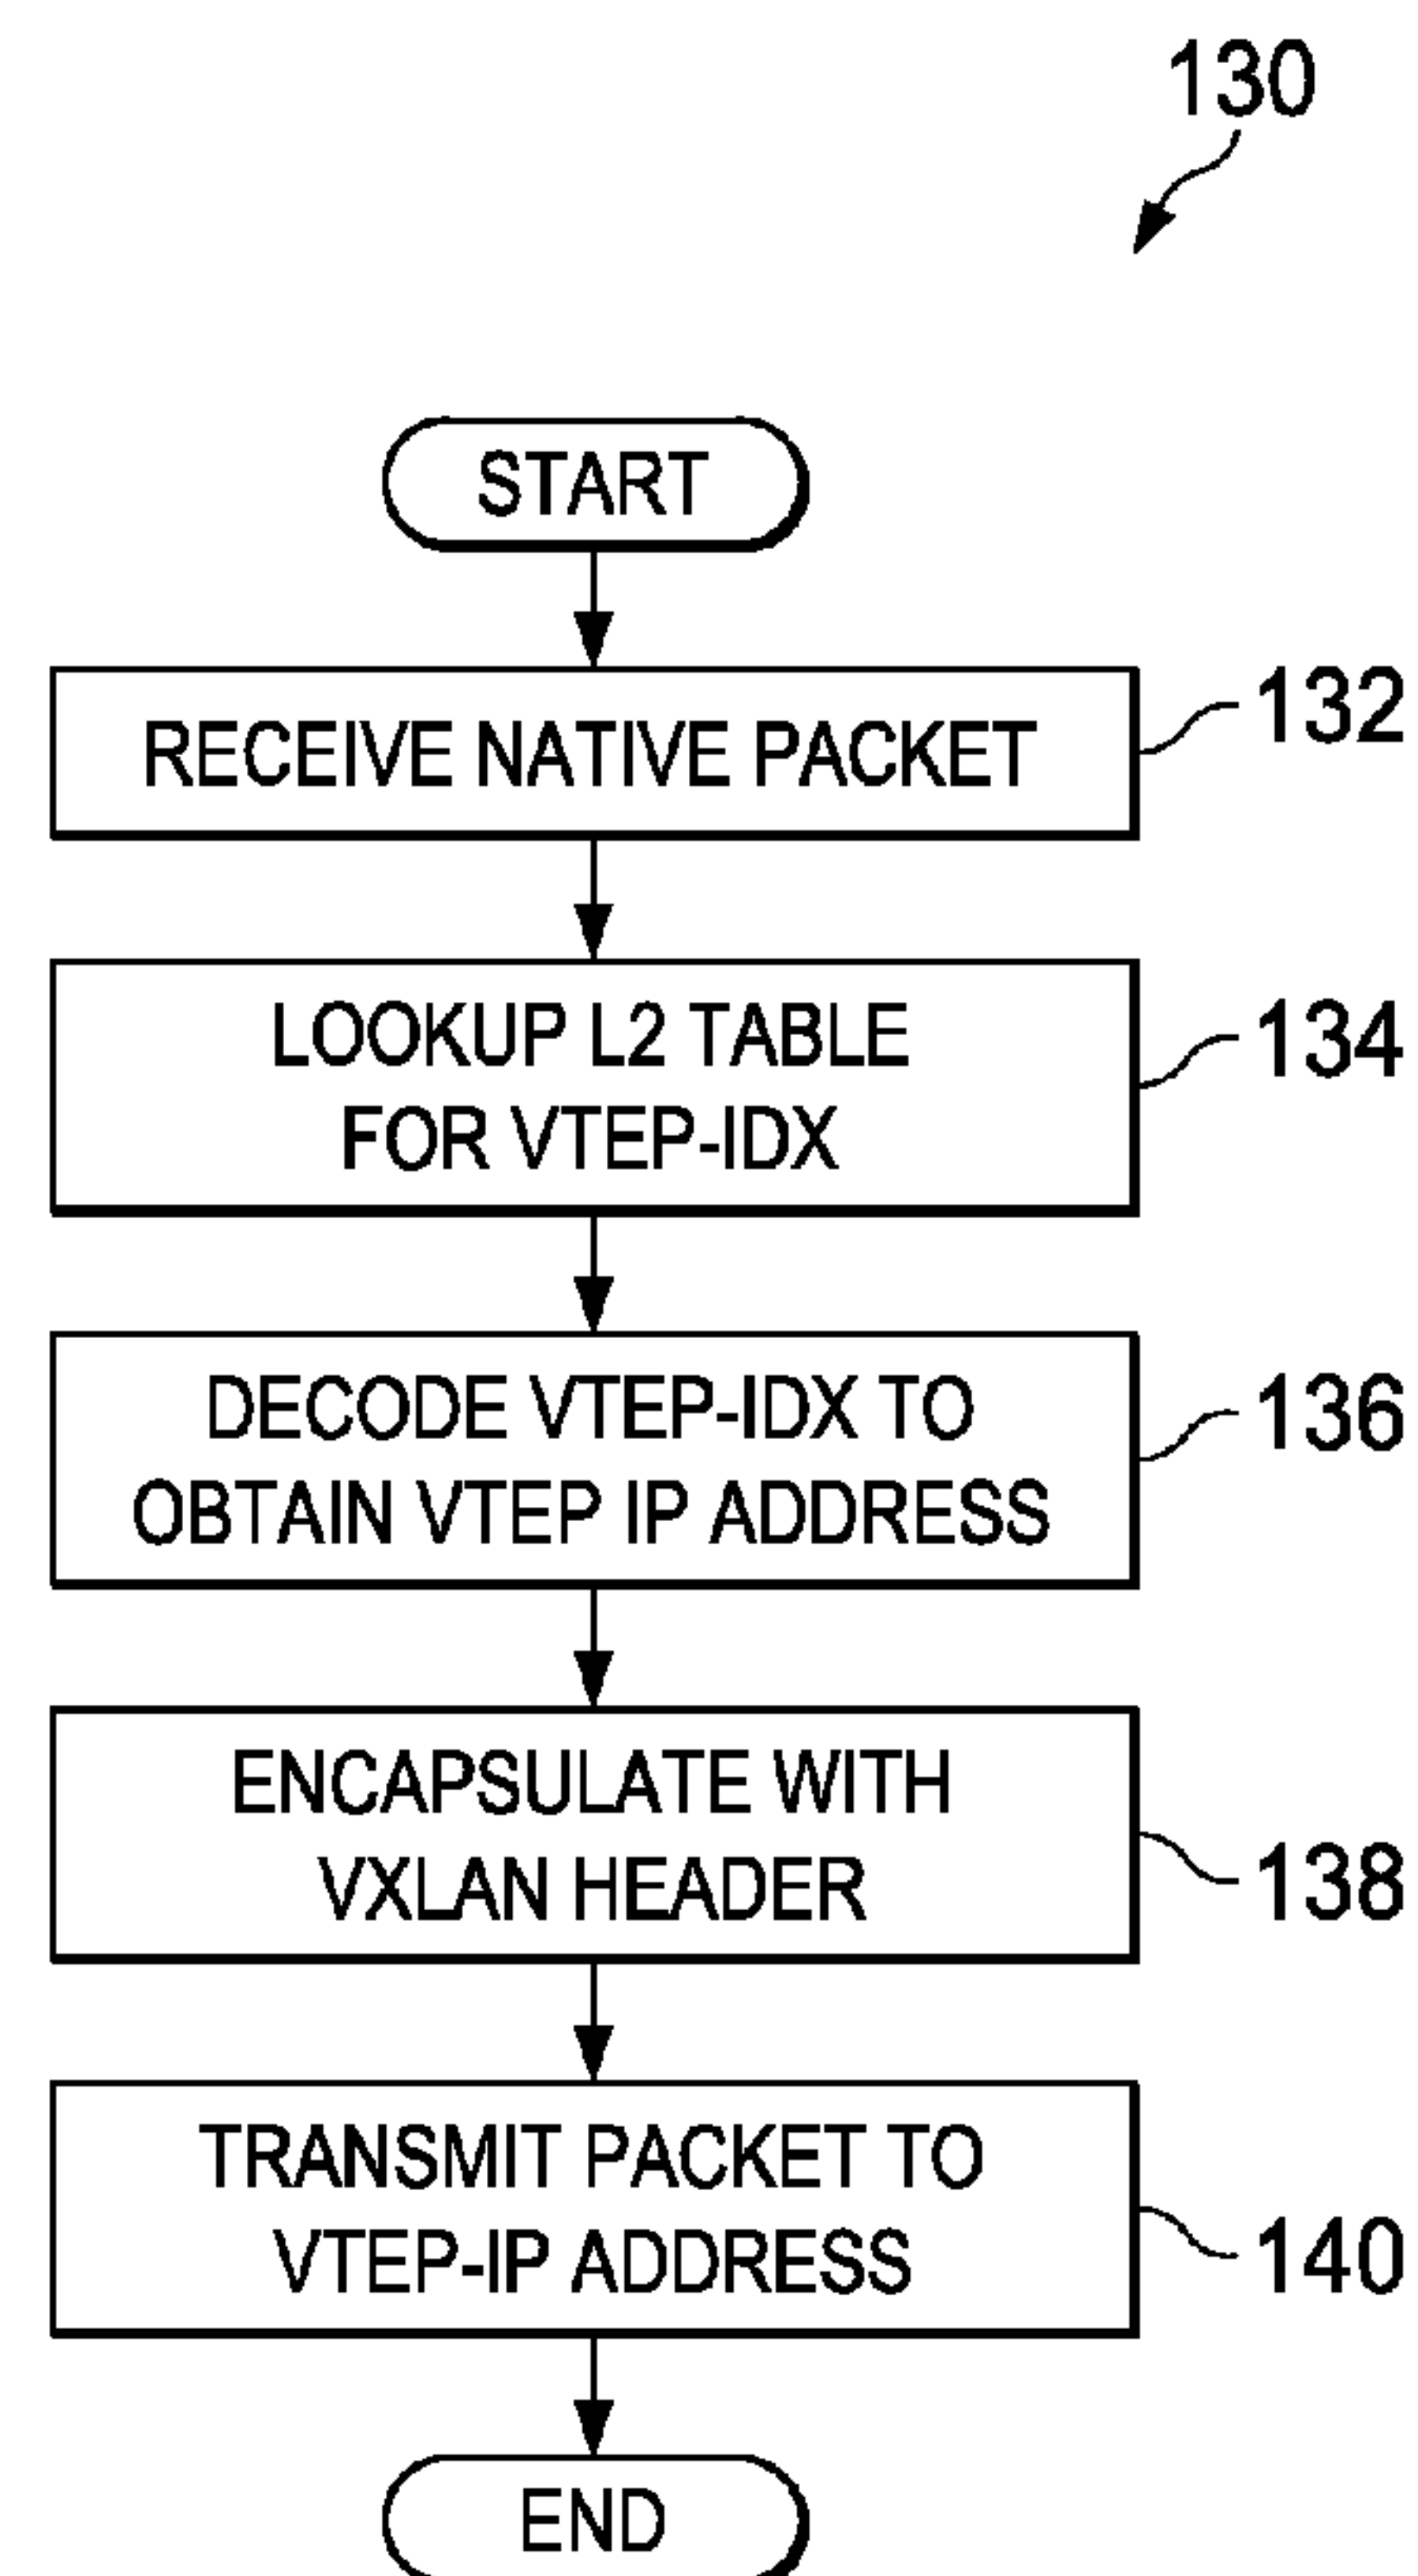 130
START
RECEIVE NATIVE PACKET
132
LOOKUP L2 TABLE
FOR VTEP-IDX
134
DECODE VTEP-IDX TO
OBTAIN VTEP IP ADDRESS
136
ENCAPSULATE WITH
VXLAN HEADER
138
TRANSMIT PACKET TO
VTEP-IP ADDRESS
140
END